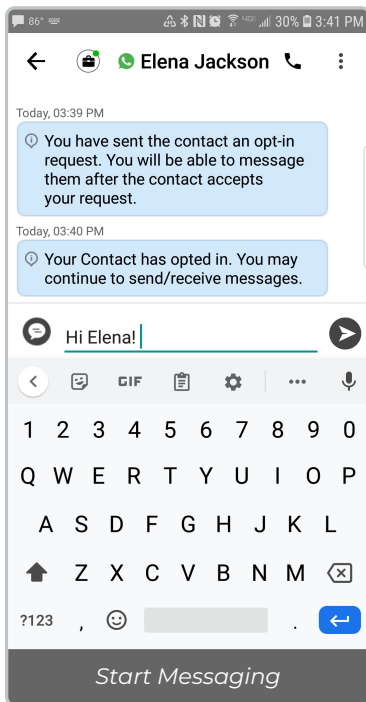 86° 30% 3:41 PM
Elena Jackson
Today, 03:39 PM
You have sent the contact an opt-in
request. You will be able to message
them after the contact accepts
your request.
Today, 03:40 PM
Your Contact has opted in. You may
continue to send/receive messages.
Hi Elena!
GIF
1 2 3 4 5 6 7 8 9 0
Q W E R T Y U I O P
A S D F G H J K L
Z X C V B N M
?123 , .
Start Messaging